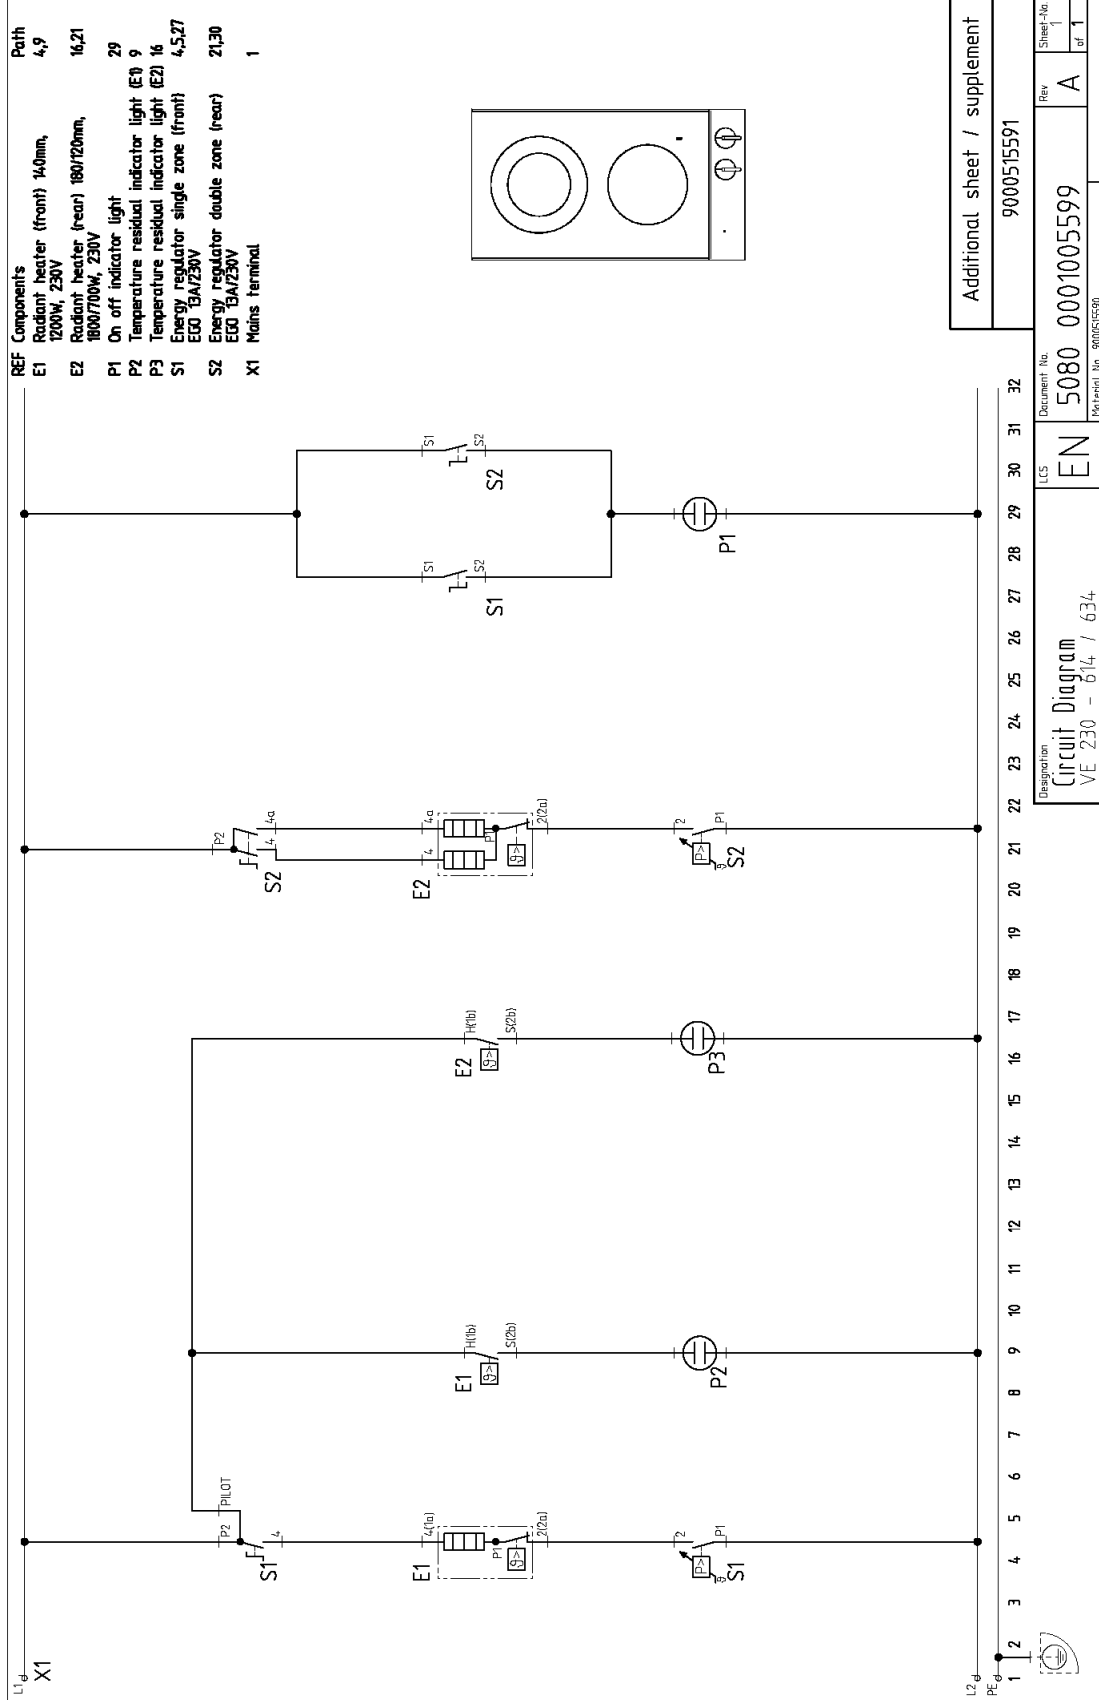 REF Components Path
E1 Radiant heater (front) 140mm, 4,9
1200W, 230V
E2 Radiant heater (rear) 180/120mm, 16,21
1800/700W, 230V
P1 On off indicator light 29
P2 Temperature residual indicator light (E1) 9
P3 Temperature residual indicator light (E2) 16
S1 Energy regulator single zone (front) 4,5,27
EGO 13A/230V
S2 Energy regulator double zone (rear) 21,30
EGO 13A/230V
X1 Mains terminal 1
L1
X1
P2
PILOT
S1
4
4(1a)
E1
P1
ϑ>
2(2a)
2
P>
ϑ
P1
S1
H(1b)
E1
ϑ>
S(2b)
P2
H(1b)
E2
ϑ>
S(2b)
P3
P2
4
4a
S2
4
4a
E2
P1
ϑ>
2(2a)
2
P>
ϑ
P1
S2
S1
S2
S1
S1
S2
S2
P1
L2
PE
1 2 3 4 5 6 7 8 9 10 11 12 13 14 15 16 17 18 19 20 21 22 23 24 25 26 27 28 29 30 31 32
Additional sheet / supplement
9000515591
Designation
Circuit Diagram
VE 230 - 614 / 634
LCS
EN
Document No.
5080 0001005599
Material No. 9000515590
Rev
A
Sheet-No.
1
of 1